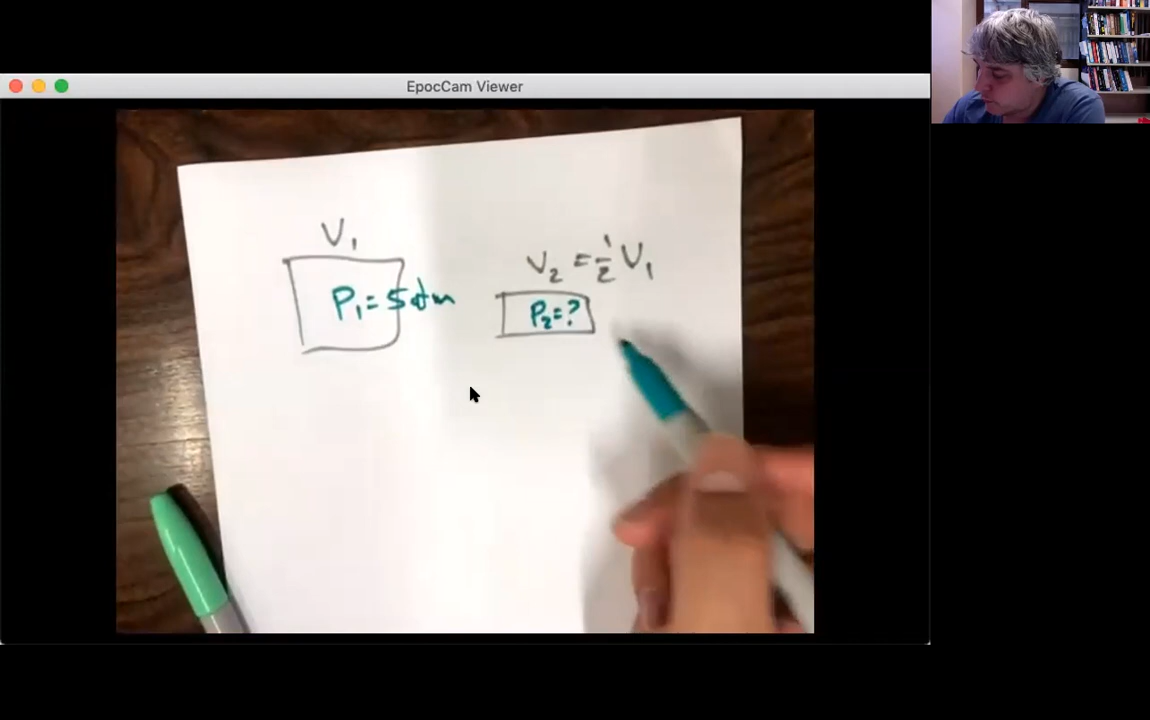 EpocCam Viewer
V₁
V₂ = ½ V₁
P₁ = 5 atm
P₂ = ?